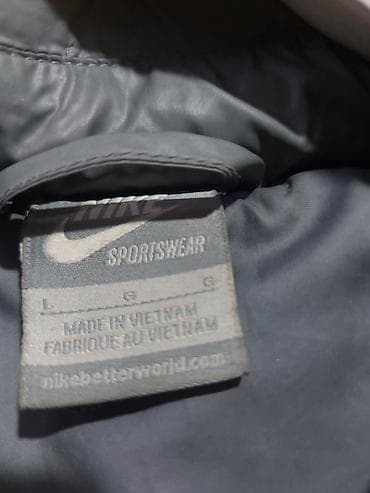 NIKE
SPORTSWEAR
L G G
MADE IN VIETNAM
FABRIQUE AU VIETNAM
nikebetterworld.com